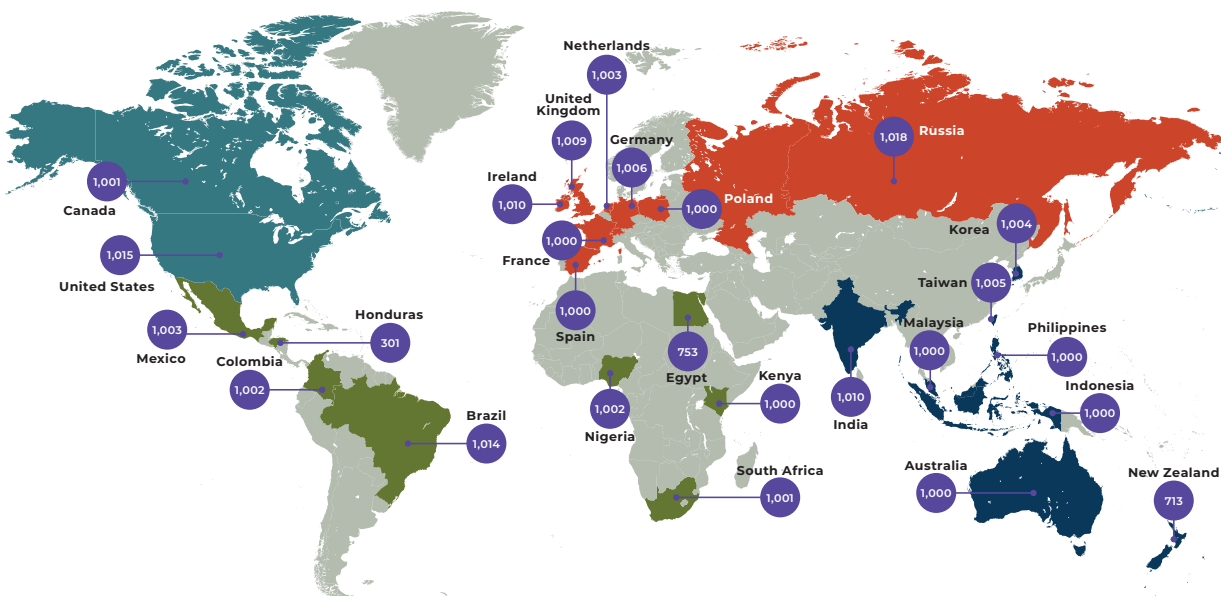 Netherlands
1,003
United
Kingdom
1,009
Germany
1,006
Russia
1,018
Ireland
1,010
Poland
1,000
Canada
1,001
France
1,000
Korea
1,004
United States
1,015
Spain
1,000
Taiwan
1,005
Honduras
301
Mexico
1,003
Malaysia
1,000
Philippines
1,000
Egypt
753
Colombia
1,002
Kenya
1,000
Indonesia
1,000
India
1,010
Nigeria
1,002
Brazil
1,014
South Africa
1,001
Australia
1,000
New Zealand
713